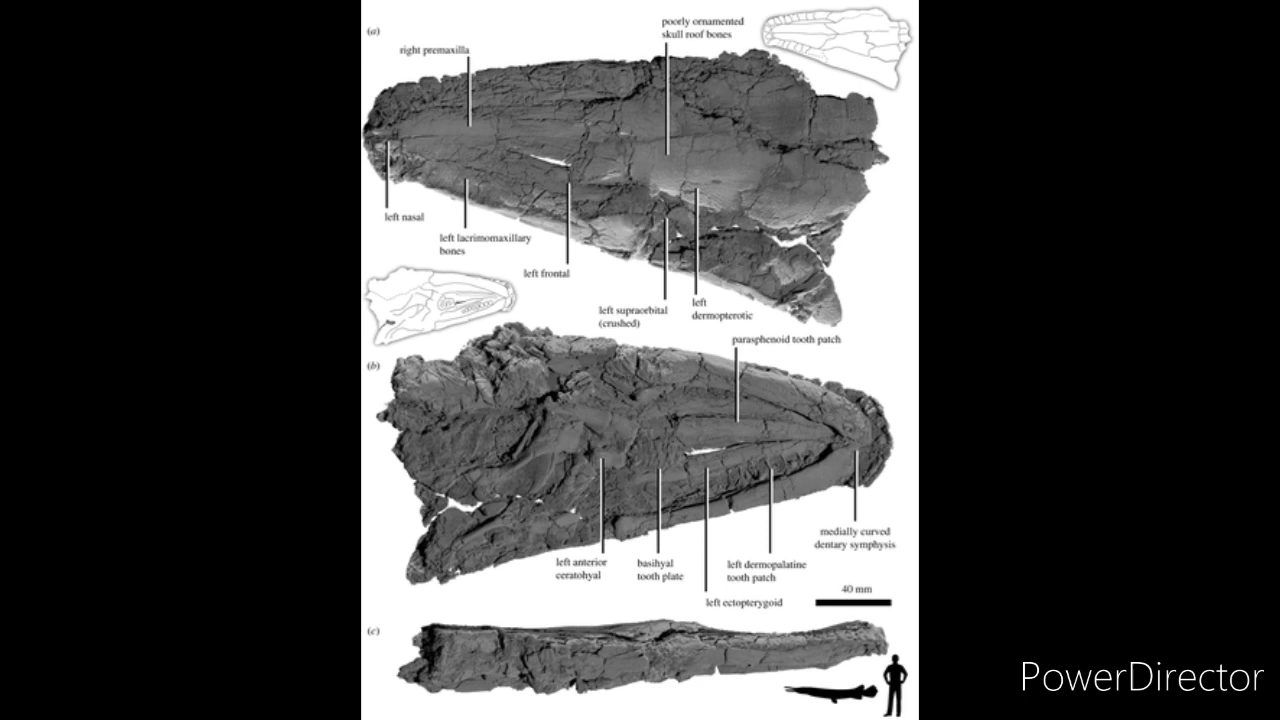 (a)
poorly ornamented
skull roof bones
right premaxilla
left nasal
left lacrimomaxillary
bones
left frontal
left supraorbital
(crushed)
left
dermopterotic
(b)
parasphenoid tooth patch
medially curved
dentary symphysis
left anterior
ceratohyal
basihyal
tooth plate
left dermopalatine
tooth patch
left ectopterygoid
40 mm
(c)
PowerDirector